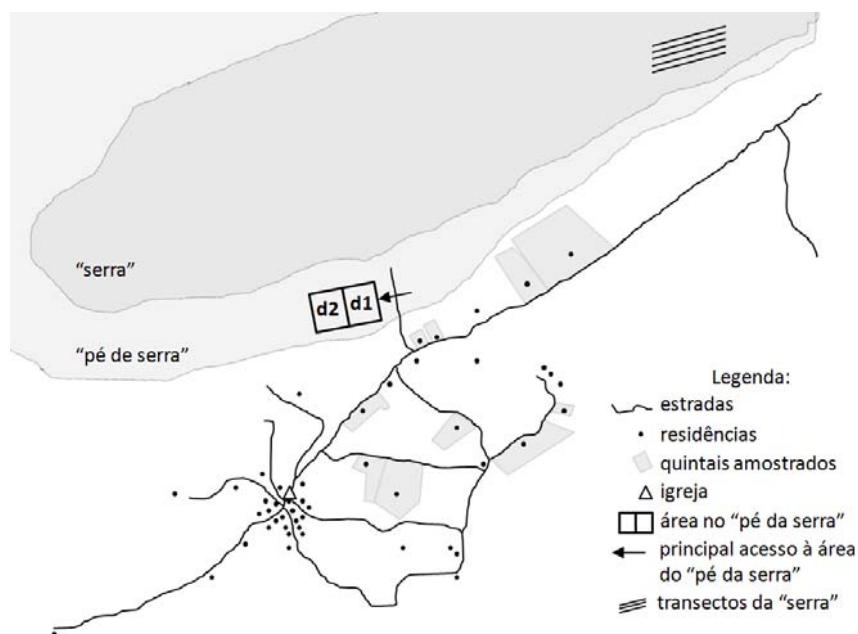 "serra"
d2 d1
"pé de serra"
Legenda:
estradas
residências
quintais amostrados
igreja
área no "pé da serra"
principal acesso à área
do "pé da serra"
transectos da "serra"